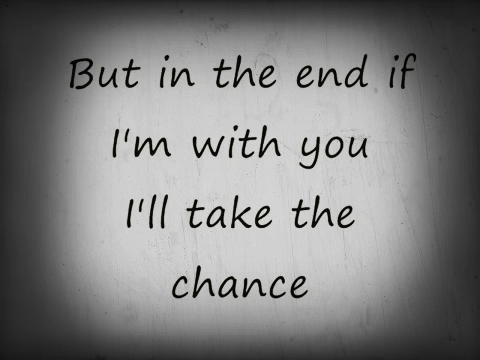 But in the end if
I'm with you
I'll take the
chance